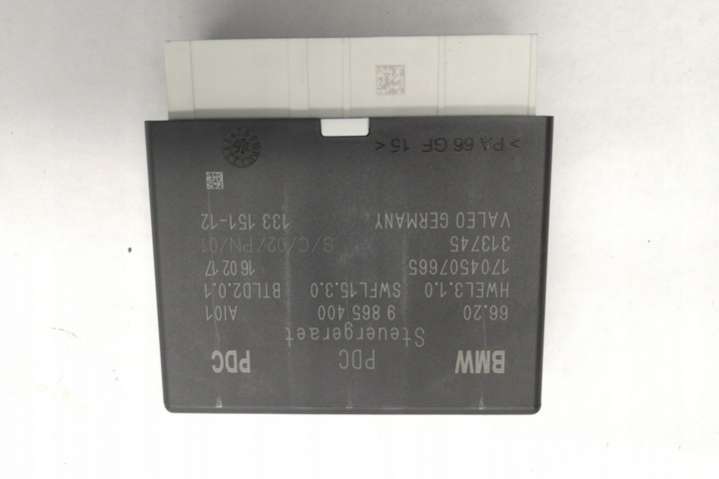 BMW PDC PDC
Steuergeraet
66.20 9 865 400 AI01
HWEL3.1.0 SWFL15.3.0 BTLD2.0.1
1704507665 16.02.17
313745 S/C/02/PN/01
VALEO GERMANY 133 151-12
>PA 66 GF 15<